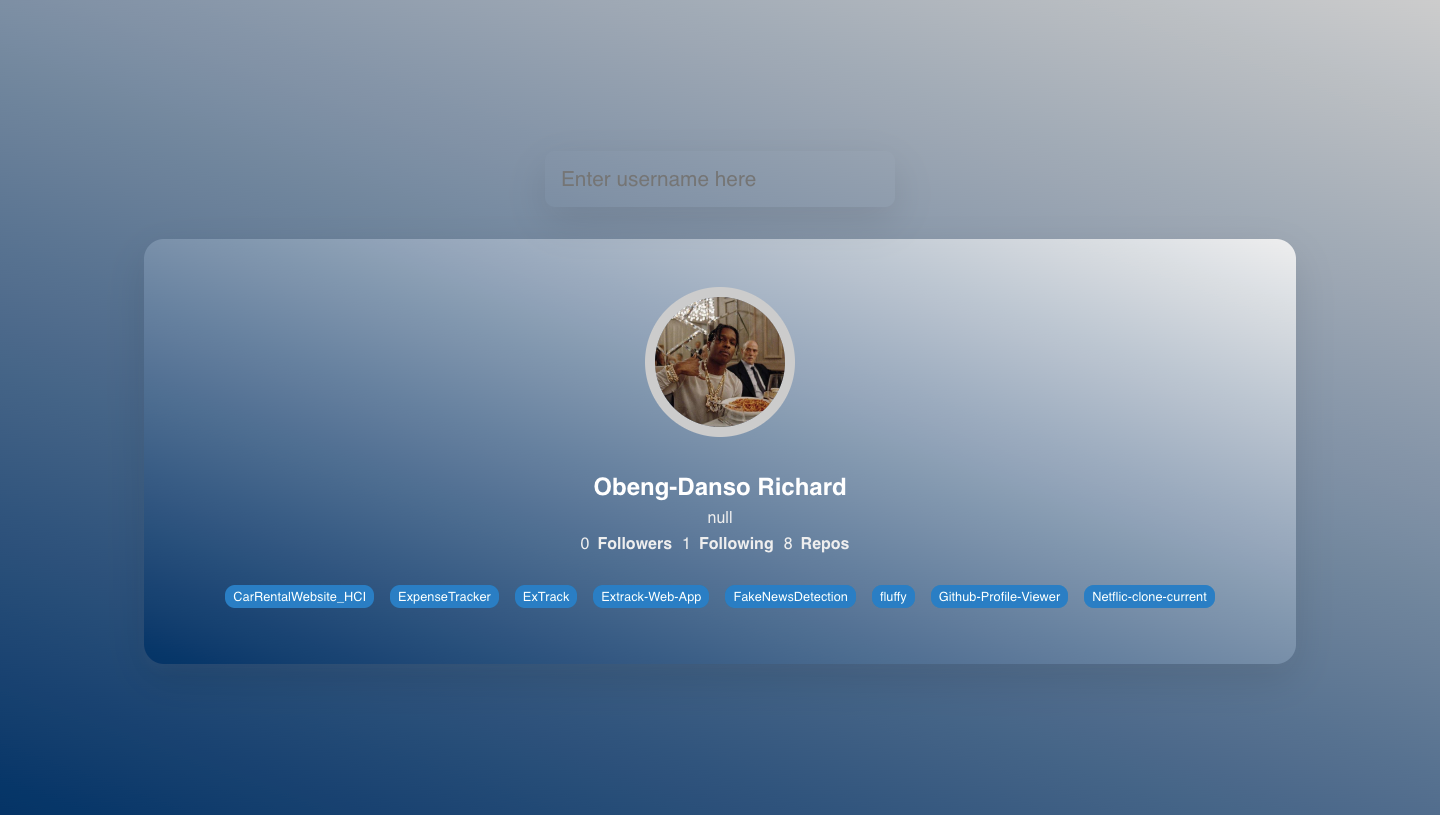 Enter username here
Obeng-Danso Richard
null
0 Followers 1 Following 8 Repos
CarRentalWebsite_HCI ExpenseTracker ExTrack Extrack-Web-App FakeNewsDetection fluffy Github-Profile-Viewer Netflic-clone-current